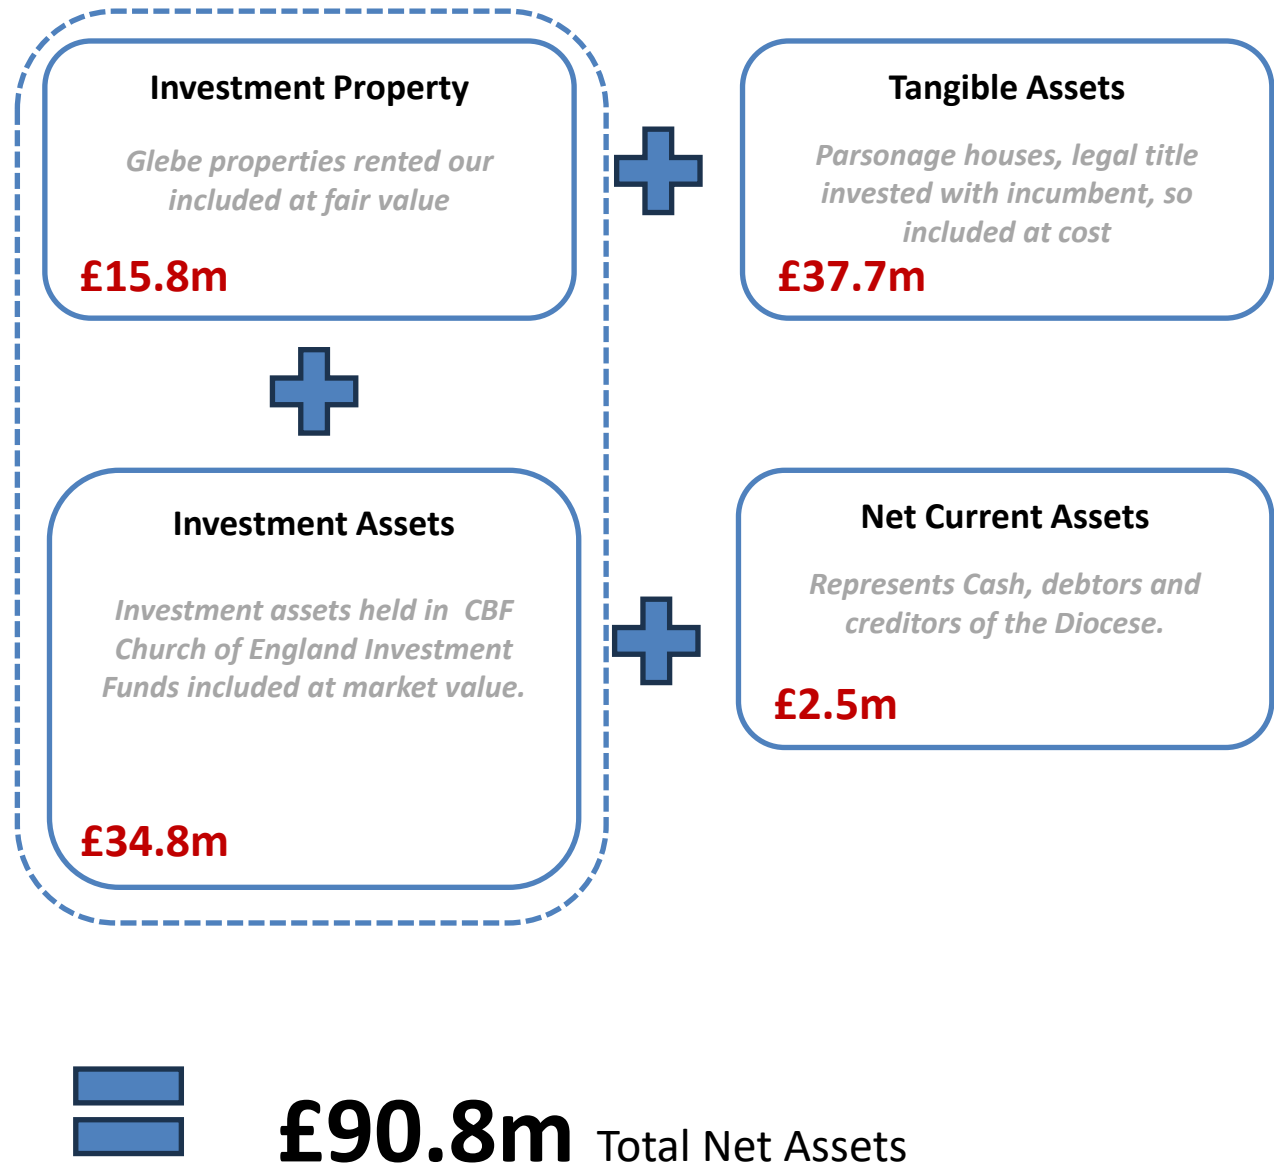 Investment Property
Glebe properties rented our
included at fair value
£15.8m
Tangible Assets
Parsonage houses, legal title
invested with incumbent, so
included at cost
£37.7m
Investment Assets
Investment assets held in CBF
Church of England Investment
Funds included at market value.
£34.8m
Net Current Assets
Represents Cash, debtors and
creditors of the Diocese.
£2.5m
£90.8m Total Net Assets